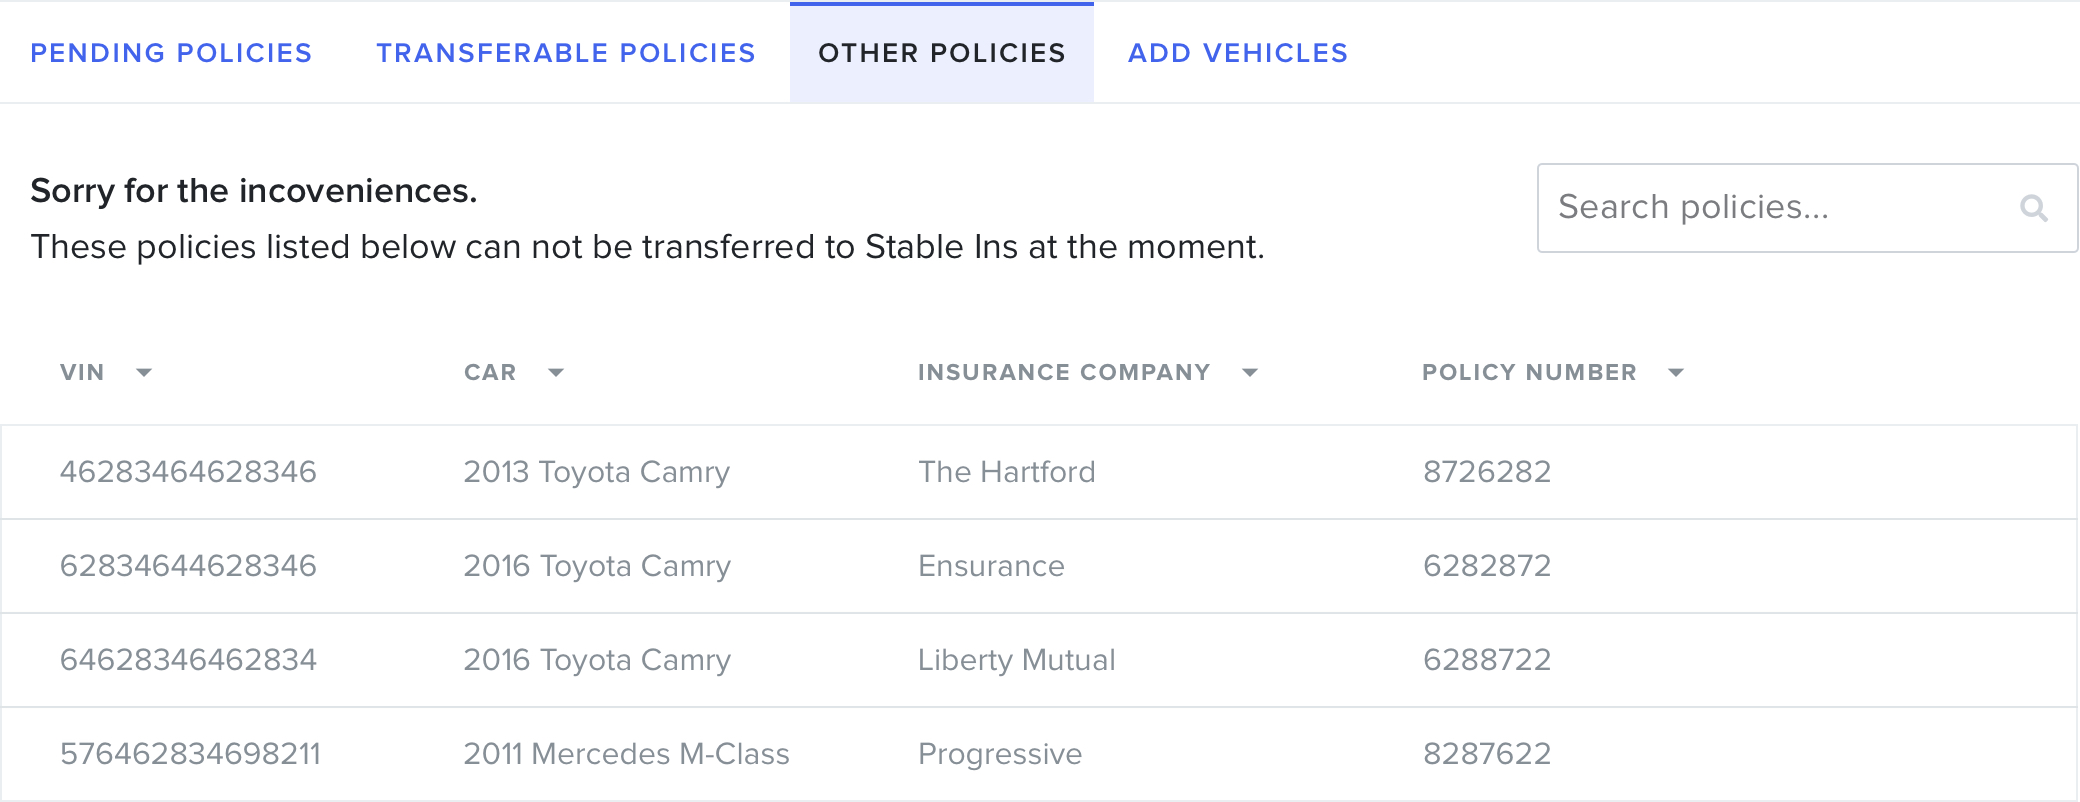 PENDING POLICIES TRANSFERABLE POLICIES OTHER POLICIES ADD VEHICLES
Sorry for the incoveniences.
These policies listed below can not be transferred to Stable Ins at the moment.
Search policies...
VIN CAR INSURANCE COMPANY POLICY NUMBER
46283464628346 2013 Toyota Camry The Hartford 8726282
62834644628346 2016 Toyota Camry Ensurance 6282872
64628346462834 2016 Toyota Camry Liberty Mutual 6288722
576462834698211 2011 Mercedes M-Class Progressive 8287622